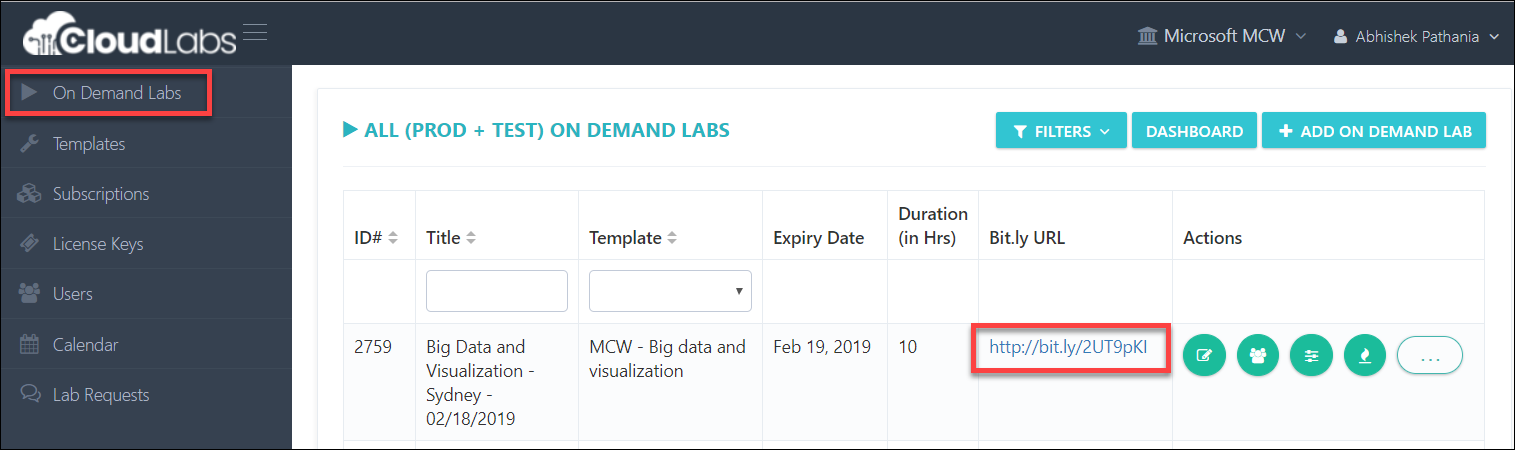 CloudLabs
Microsoft MCW
Abhishek Pathania
On Demand Labs
Templates
Subscriptions
License Keys
Users
Calendar
Lab Requests
ALL (PROD + TEST) ON DEMAND LABS
FILTERS
DASHBOARD
+ ADD ON DEMAND LAB
ID#
Title
Template
Expiry Date
Duration
(in Hrs)
Bit.ly URL
Actions
2759
Big Data and
Visualization -
Sydney -
02/18/2019
MCW - Big data and
visualization
Feb 19, 2019
10
http://bit.ly/2UT9pKI
...